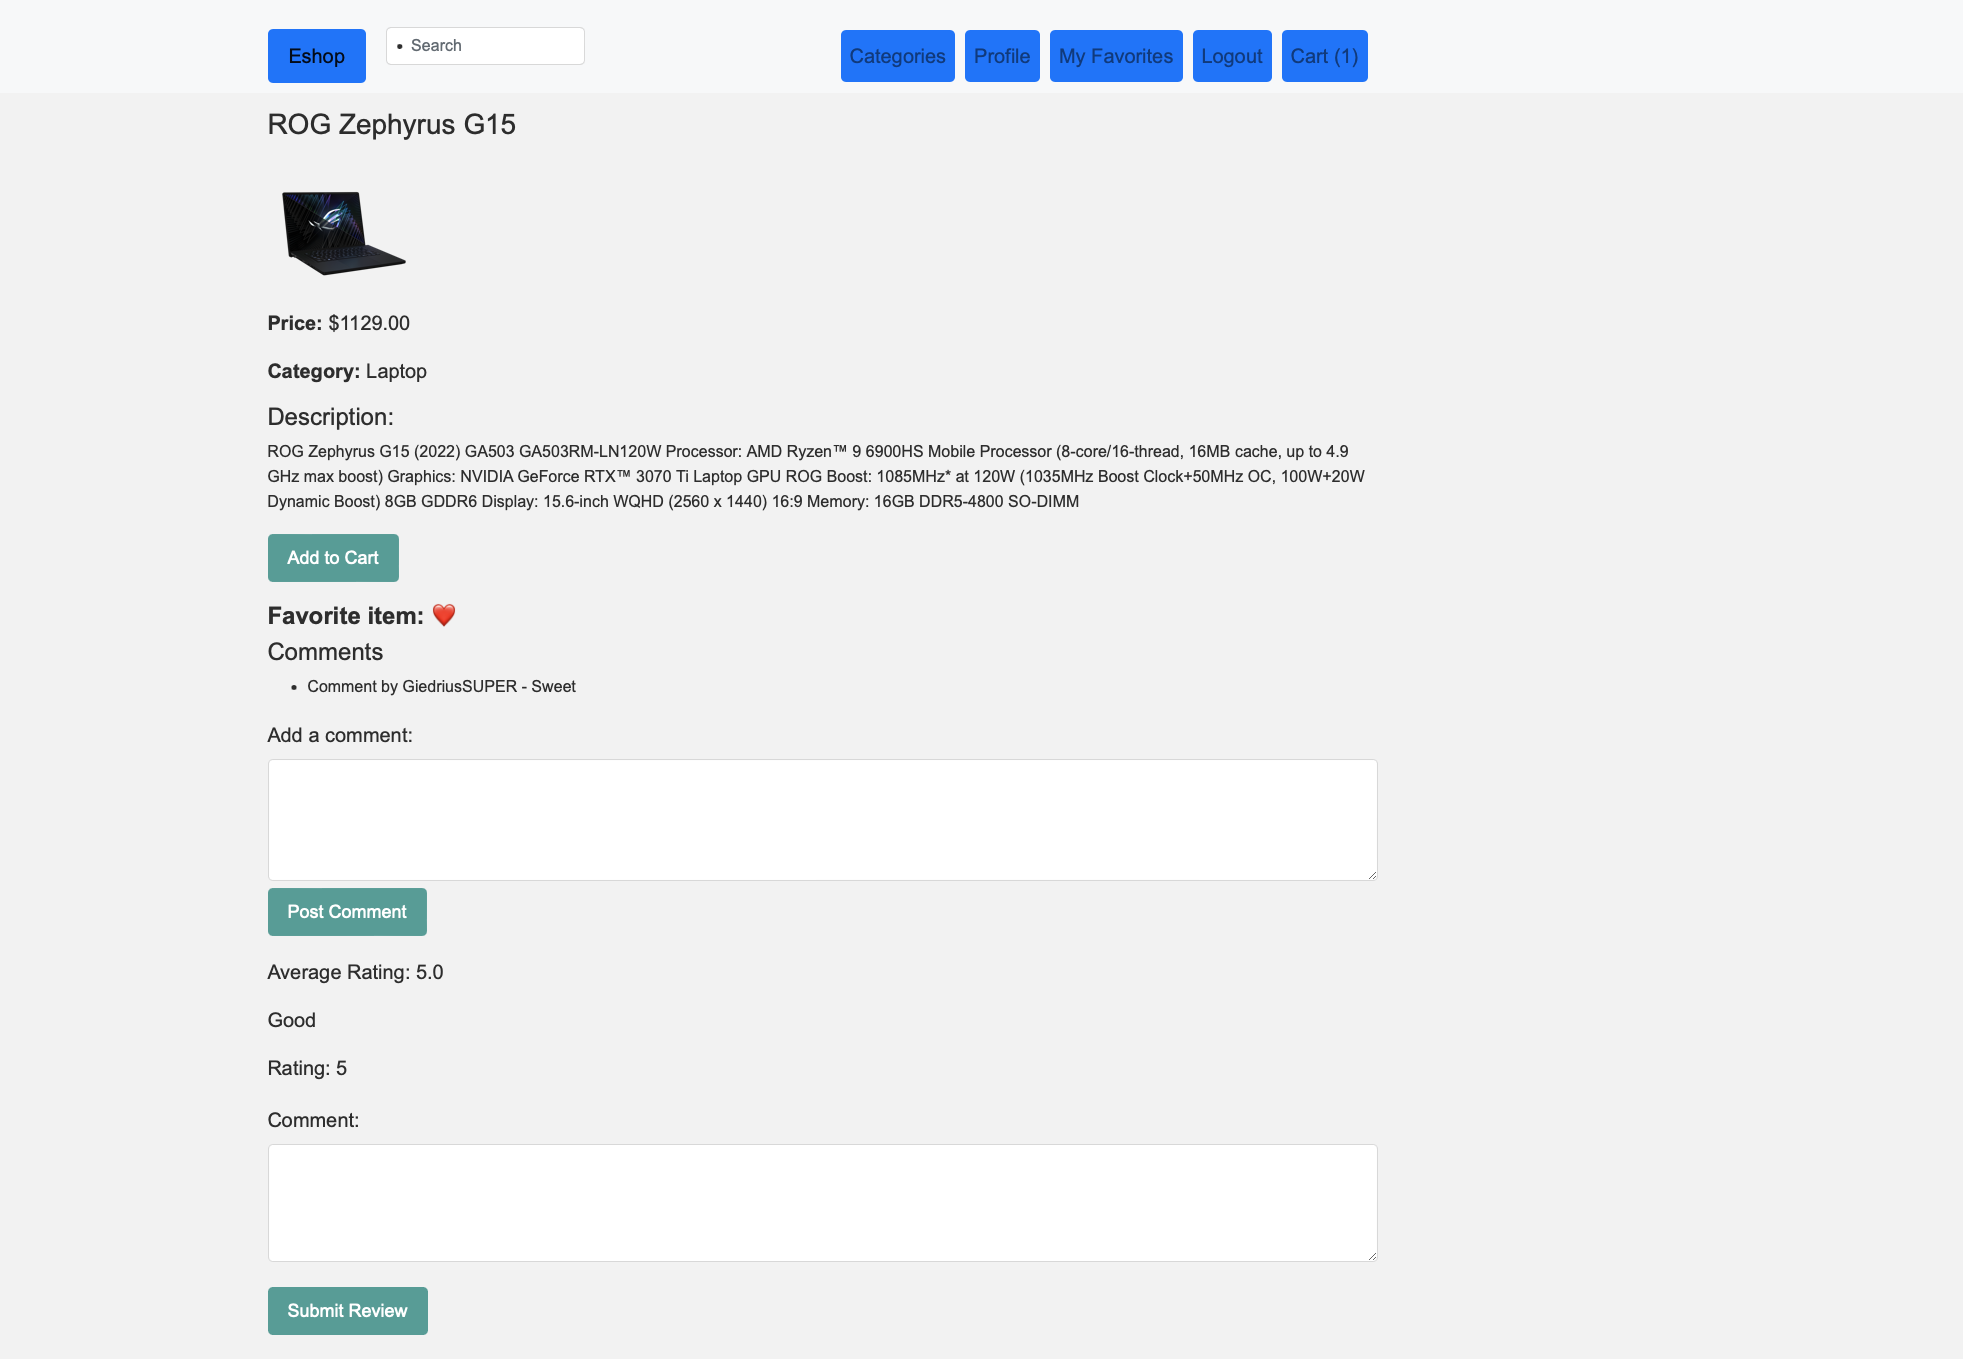 Eshop
• Search
Categories
Profile
My Favorites
Logout
Cart (1)
ROG Zephyrus G15
Price: $1129.00
Category: Laptop
Description:
ROG Zephyrus G15 (2022) GA503 GA503RM-LN120W Processor: AMD Ryzen™ 9 6900HS Mobile Processor (8-core/16-thread, 16MB cache, up to 4.9
GHz max boost) Graphics: NVIDIA GeForce RTX™ 3070 Ti Laptop GPU ROG Boost: 1085MHz* at 120W (1035MHz Boost Clock+50MHz OC, 100W+20W
Dynamic Boost) 8GB GDDR6 Display: 15.6-inch WQHD (2560 x 1440) 16:9 Memory: 16GB DDR5-4800 SO-DIMM
Add to Cart
Favorite item: ❤️
Comments
• Comment by GiedriusSUPER - Sweet
Add a comment:
Post Comment
Average Rating: 5.0
Good
Rating: 5
Comment:
Submit Review